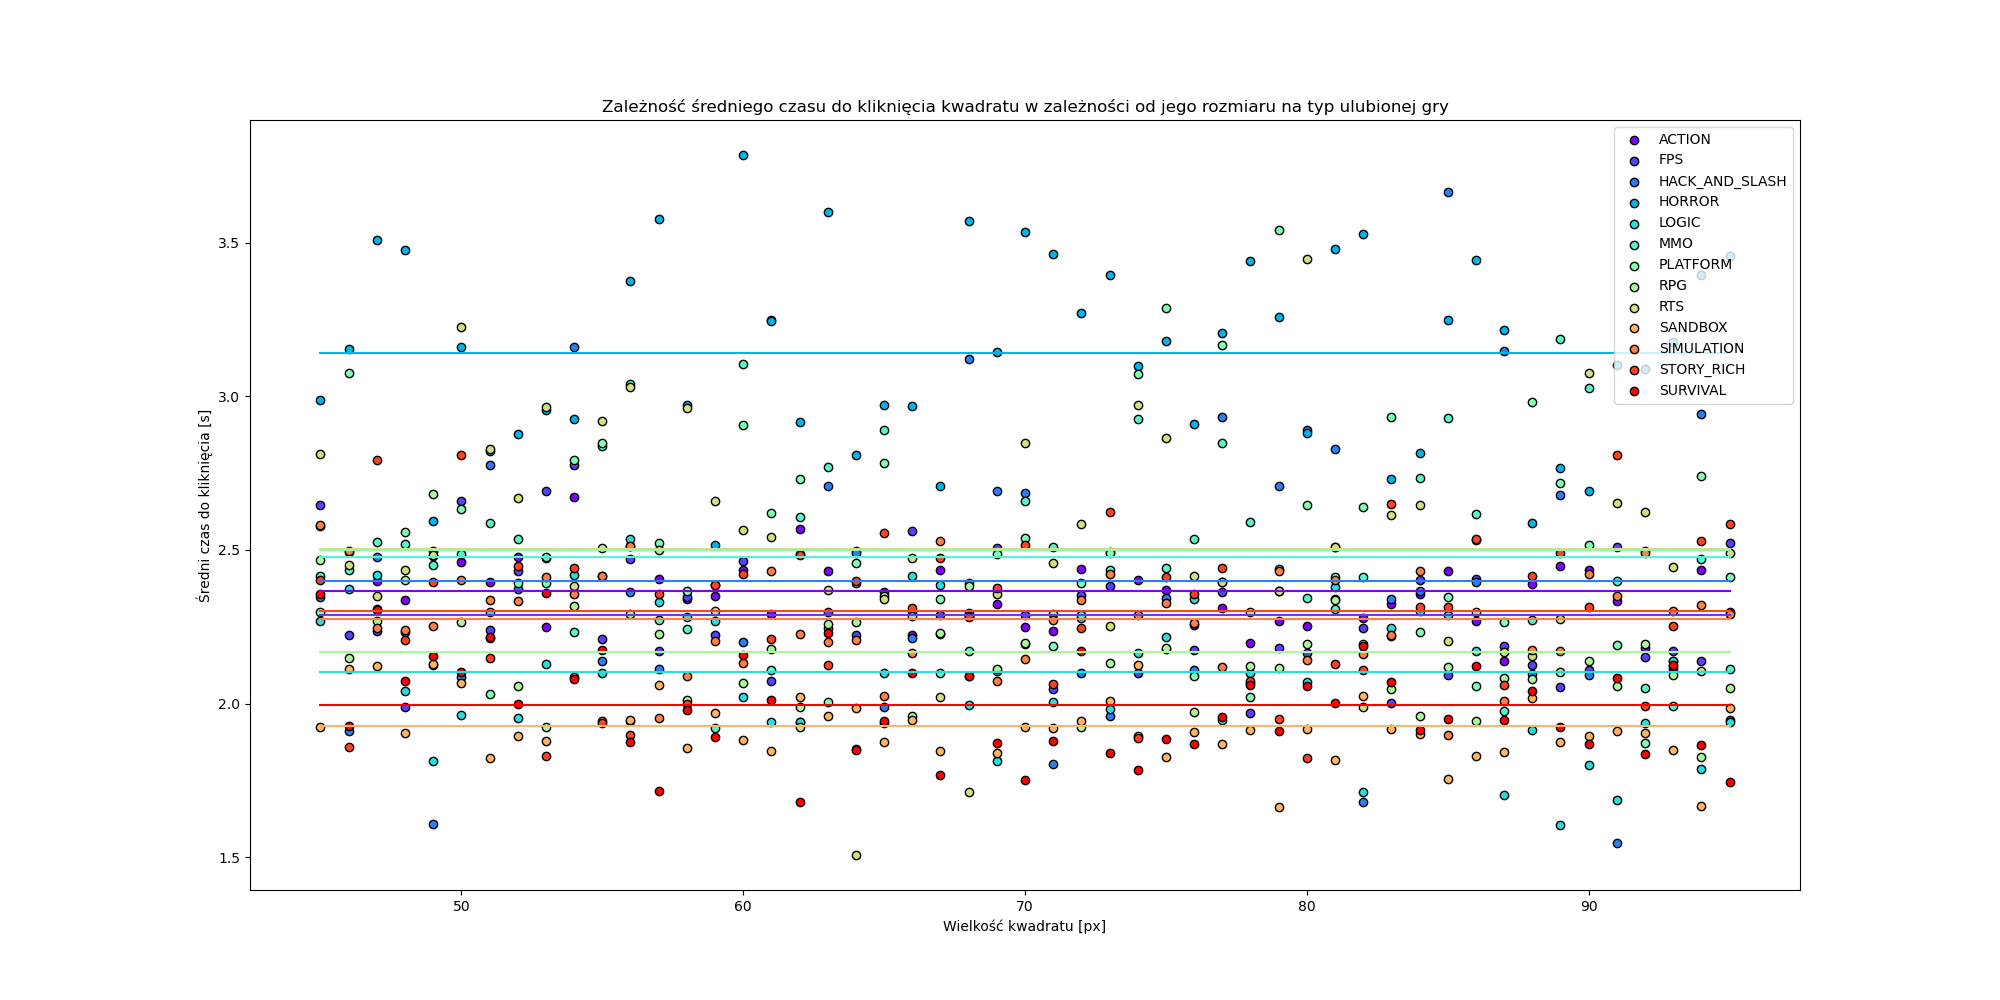 Zależność średniego czasu do kliknięcia kwadratu w zależności od jego rozmiaru na typ ulubionej gry
ACTION
FPS
HACK_AND_SLASH
HORROR
LOGIC
MMO
PLATFORM
RPG
RTS
SANDBOX
SIMULATION
STORY_RICH
SURVIVAL
Średni czas do kliknięcia [s]
3.5
3.0
2.5
2.0
1.5
50
60
70
80
90
Wielkość kwadratu [px]